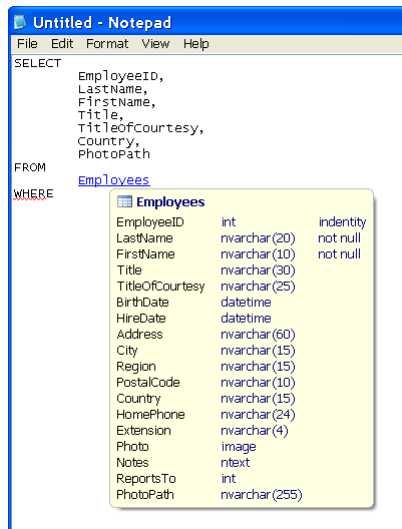 Untitled - Notepad
File Edit Format View Help
SELECT
EmployeeID,
LastName,
FirstName,
Title,
TitleOfCourtesy,
Country,
PhotoPath
FROM
Employees
WHERE
Employees
EmployeeID int indentity
LastName nvarchar(20) not null
FirstName nvarchar(10) not null
Title nvarchar(30)
TitleOfCourtesy nvarchar(25)
BirthDate datetime
HireDate datetime
Address nvarchar(60)
City nvarchar(15)
Region nvarchar(15)
PostalCode nvarchar(10)
Country nvarchar(15)
HomePhone nvarchar(24)
Extension nvarchar(4)
Photo image
Notes ntext
ReportsTo int
PhotoPath nvarchar(255)